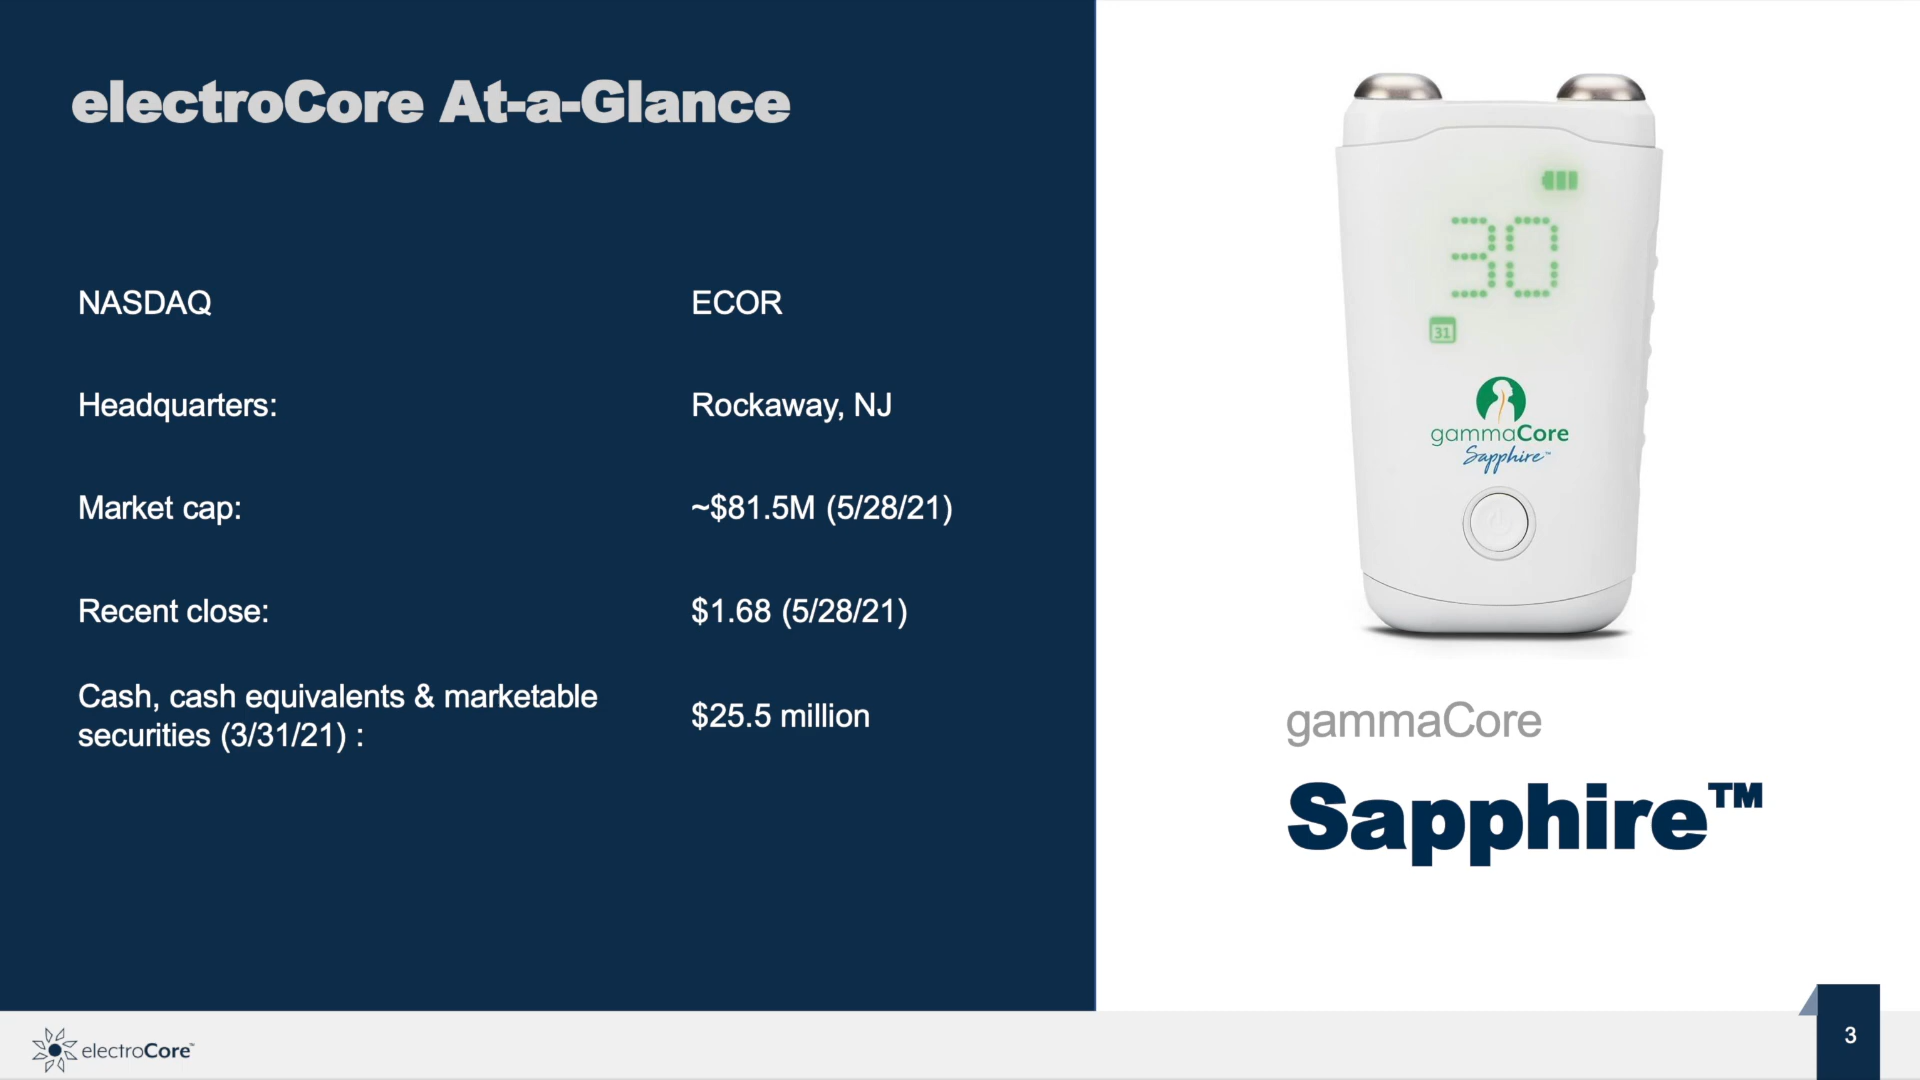 electroCore At-a-Glance
NASDAQ ECOR
Headquarters: Rockaway, NJ
Market cap: ~$81.5M (5/28/21)
Recent close: $1.68 (5/28/21)
Cash, cash equivalents & marketable
securities (3/31/21) :
$25.5 million
30
31
gammaCore
Sapphire™
gammaCore
Sapphire™
electroCore™
3